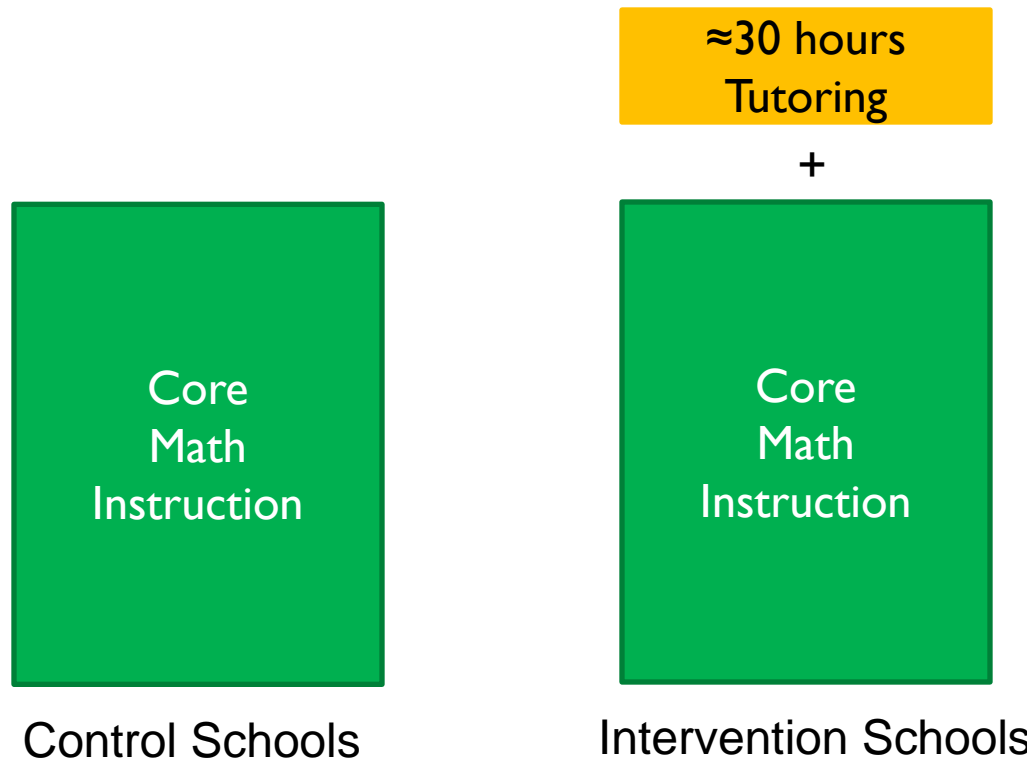 ≈30 hours
Tutoring
+
Core
Math
Instruction
Core
Math
Instruction
Control Schools
Intervention Schools